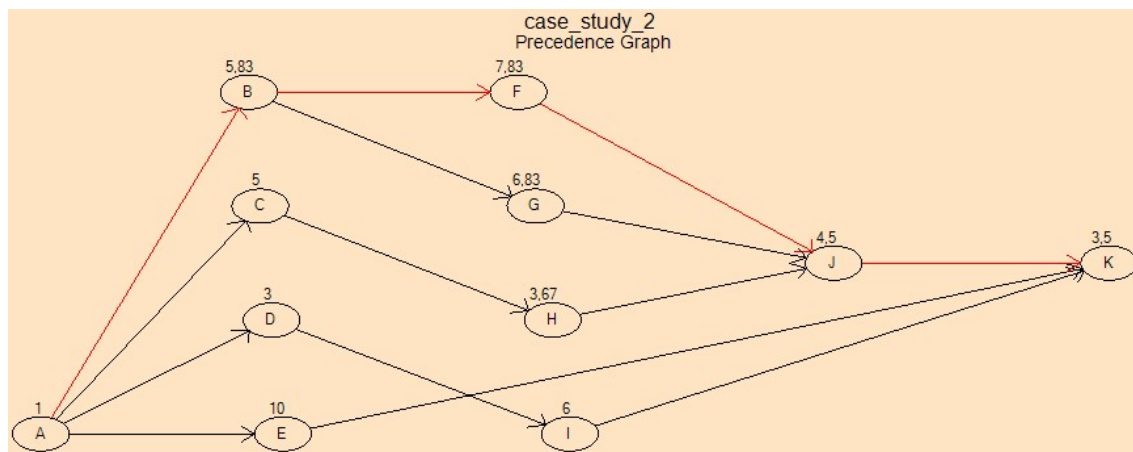 case_study_2
Precedence Graph
5,83
B
7,83
F
5
C
6,83
G
4,5
J
3,5
K
3
D
3,67
H
1
A
10
E
6
I